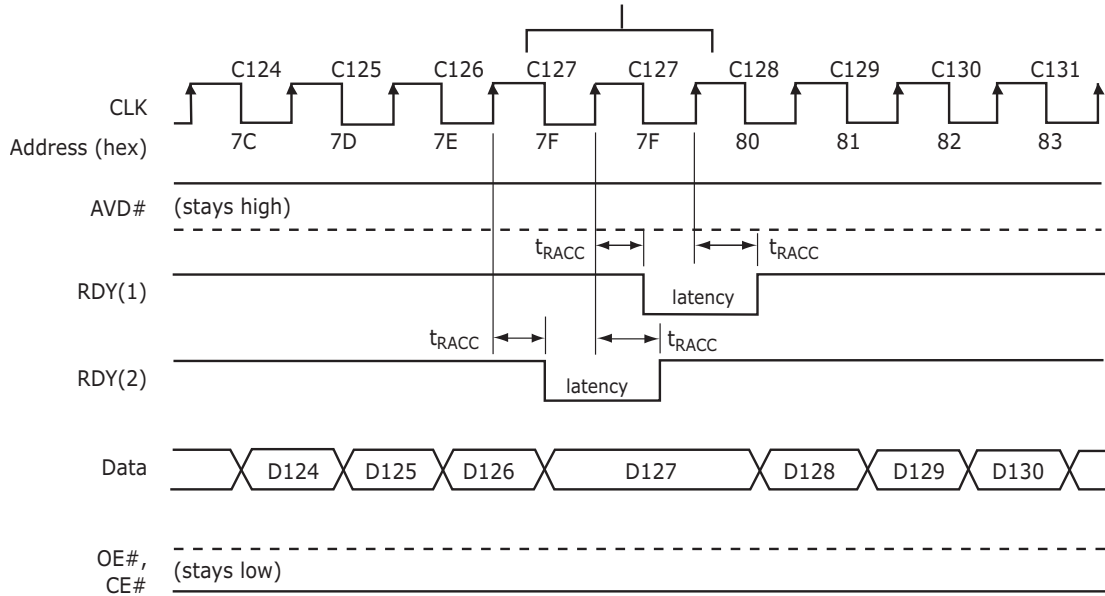 C124 C125 C126 C127 C127 C128 C129 C130 C131
CLK
Address (hex) 7C 7D 7E 7F 7F 80 81 82 83
AVD# (stays high)
tRACC tRACC
RDY(1) latency
tRACC tRACC
RDY(2) latency
Data D124 D125 D126 D127 D128 D129 D130
OE#,
CE# (stays low)